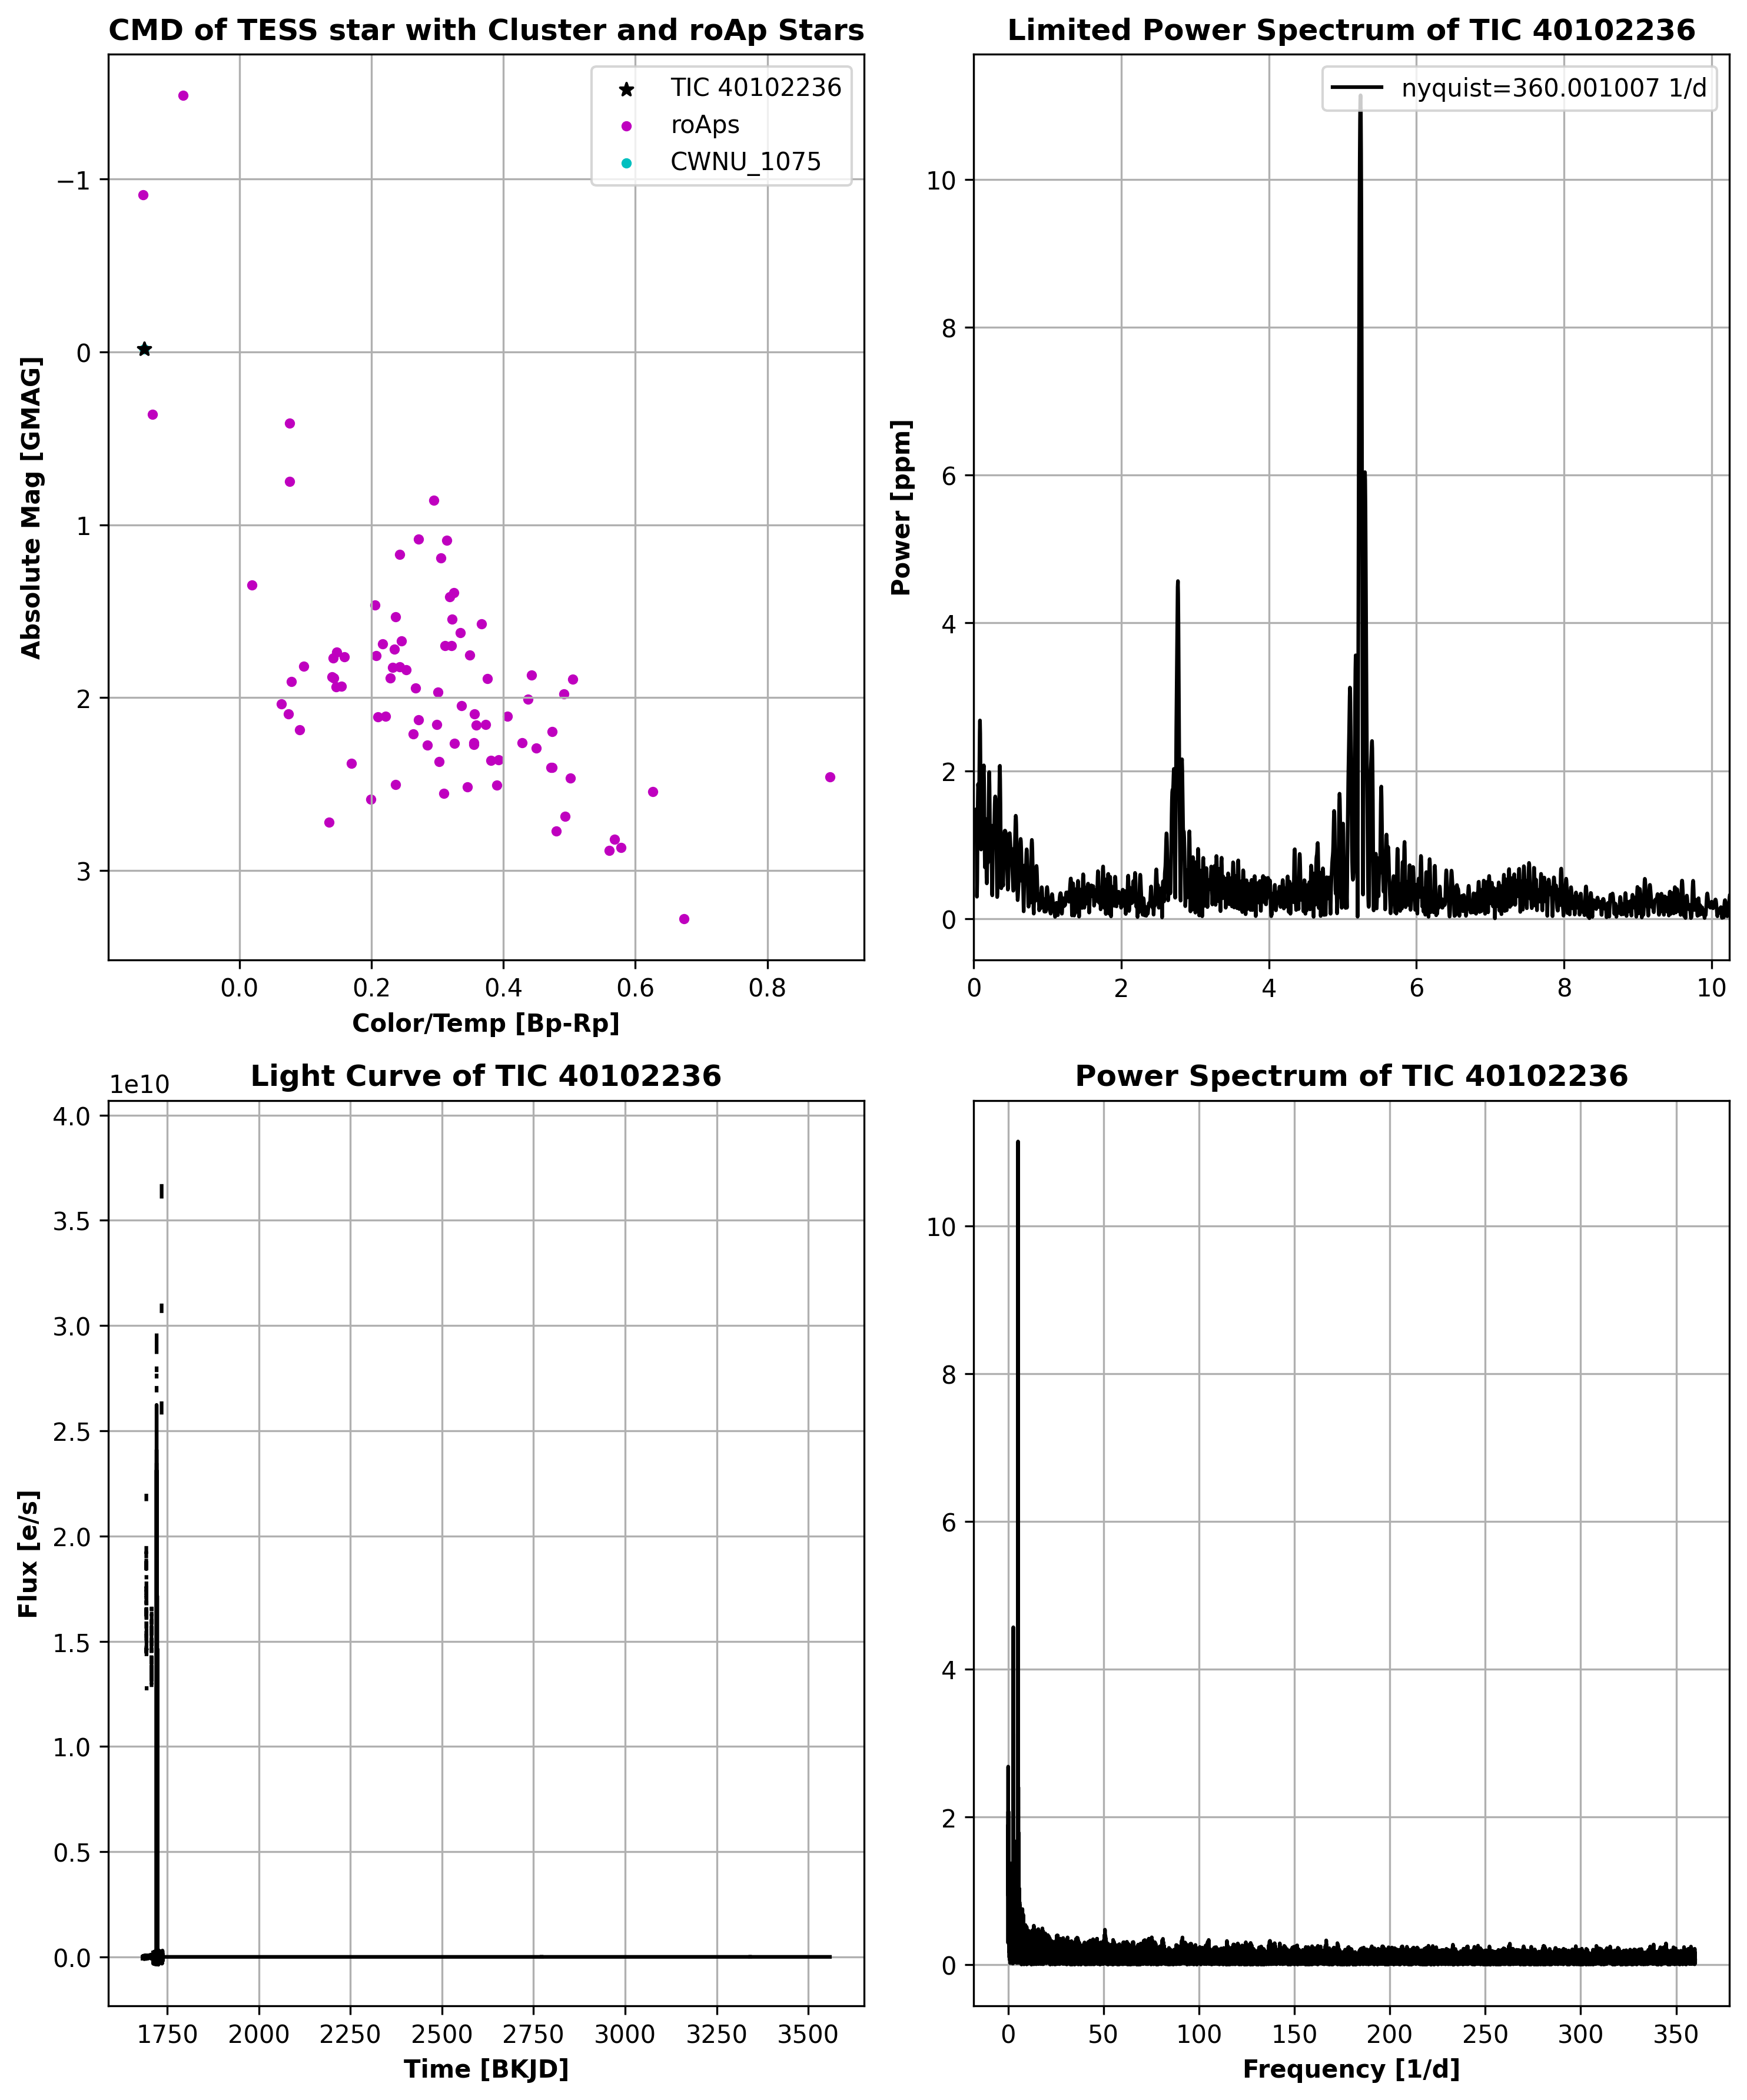 CMD of TESS star with Cluster and roAp Stars
TIC 40102236
roAps
CWNU_1075
−1
0
1
2
3
Absolute Mag [GMAG]
0.0 0.2 0.4 0.6 0.8
Color/Temp [Bp-Rp]
Limited Power Spectrum of TIC 40102236
nyquist=360.001007 1/d
10
8
6
4
2
0
Power [ppm]
0 2 4 6 8 10
Light Curve of TIC 40102236
1e10
4.0
3.5
3.0
2.5
2.0
1.5
1.0
0.5
0.0
Flux [e/s]
1750 2000 2250 2500 2750 3000 3250 3500
Time [BKJD]
Power Spectrum of TIC 40102236
10
8
6
4
2
0
0 50 100 150 200 250 300 350
Frequency [1/d]